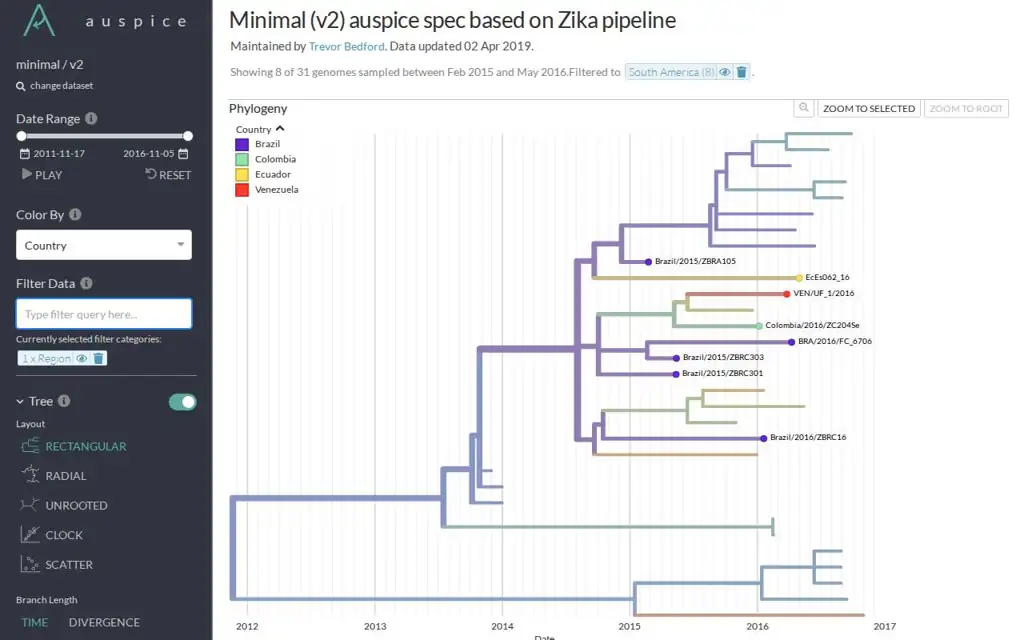 auspice
minimal / v2
change dataset
Date Range
2011-11-17
2016-11-05
PLAY
RESET
Color By
Country
Filter Data
Type filter query here...
Currently selected filter categories:
1 x Region
Tree
Layout
RECTANGULAR
RADIAL
UNROOTED
CLOCK
SCATTER
Branch Length
TIME
DIVERGENCE
Minimal (v2) auspice spec based on Zika pipeline
Maintained by Trevor Bedford. Data updated 02 Apr 2019.
Showing 8 of 31 genomes sampled between Feb 2015 and May 2016.Filtered to South America (8) .
Phylogeny
ZOOM TO SELECTED
ZOOM TO ROOT
Country
Brazil
Colombia
Ecuador
Venezuela
Brazil/2015/ZBRA105
EcEs062_16
VEN/UF_1/2016
Colombia/2016/ZC204Se
BRA/2016/FC_6706
Brazil/2015/ZBRC303
Brazil/2015/ZBRC301
Brazil/2016/ZBRC16
2012
2013
2014
2015
2016
2017
Date